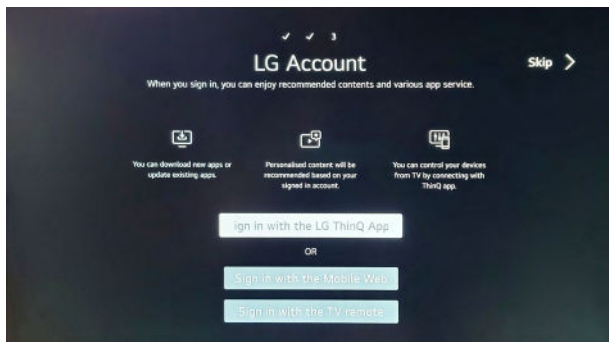 ✓ ✓ 3
LG Account
Skip >
When you sign in, you can enjoy recommended contents and various app service.
You can download new apps or
update existing apps.
Personalised content will be
recommended based on your
signed in account.
You can control your devices
from TV by connecting with
ThinQ app.
ign in with the LG ThinQ App
OR
Sign in with the Mobile Web
Sign in with the TV remote